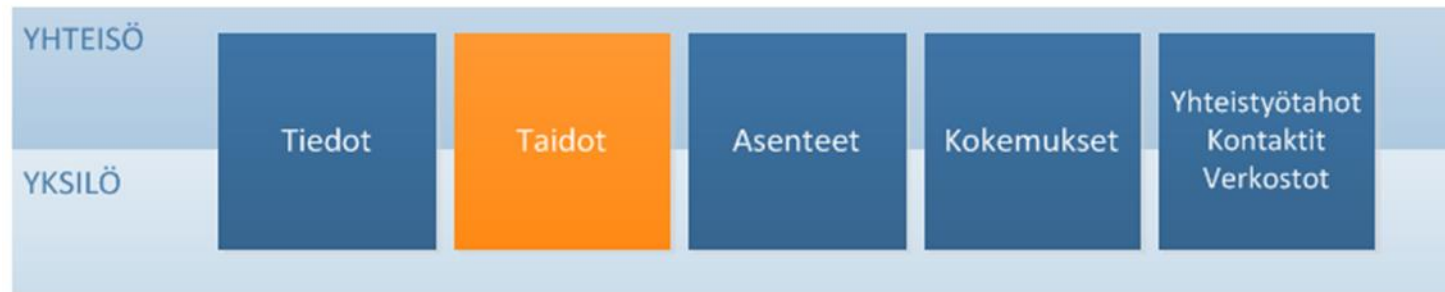 YHTEISÖ
YKSILÖ
Tiedot
Taidot
Asenteet
Kokemukset
Yhteistyötahot
Kontaktit
Verkostot